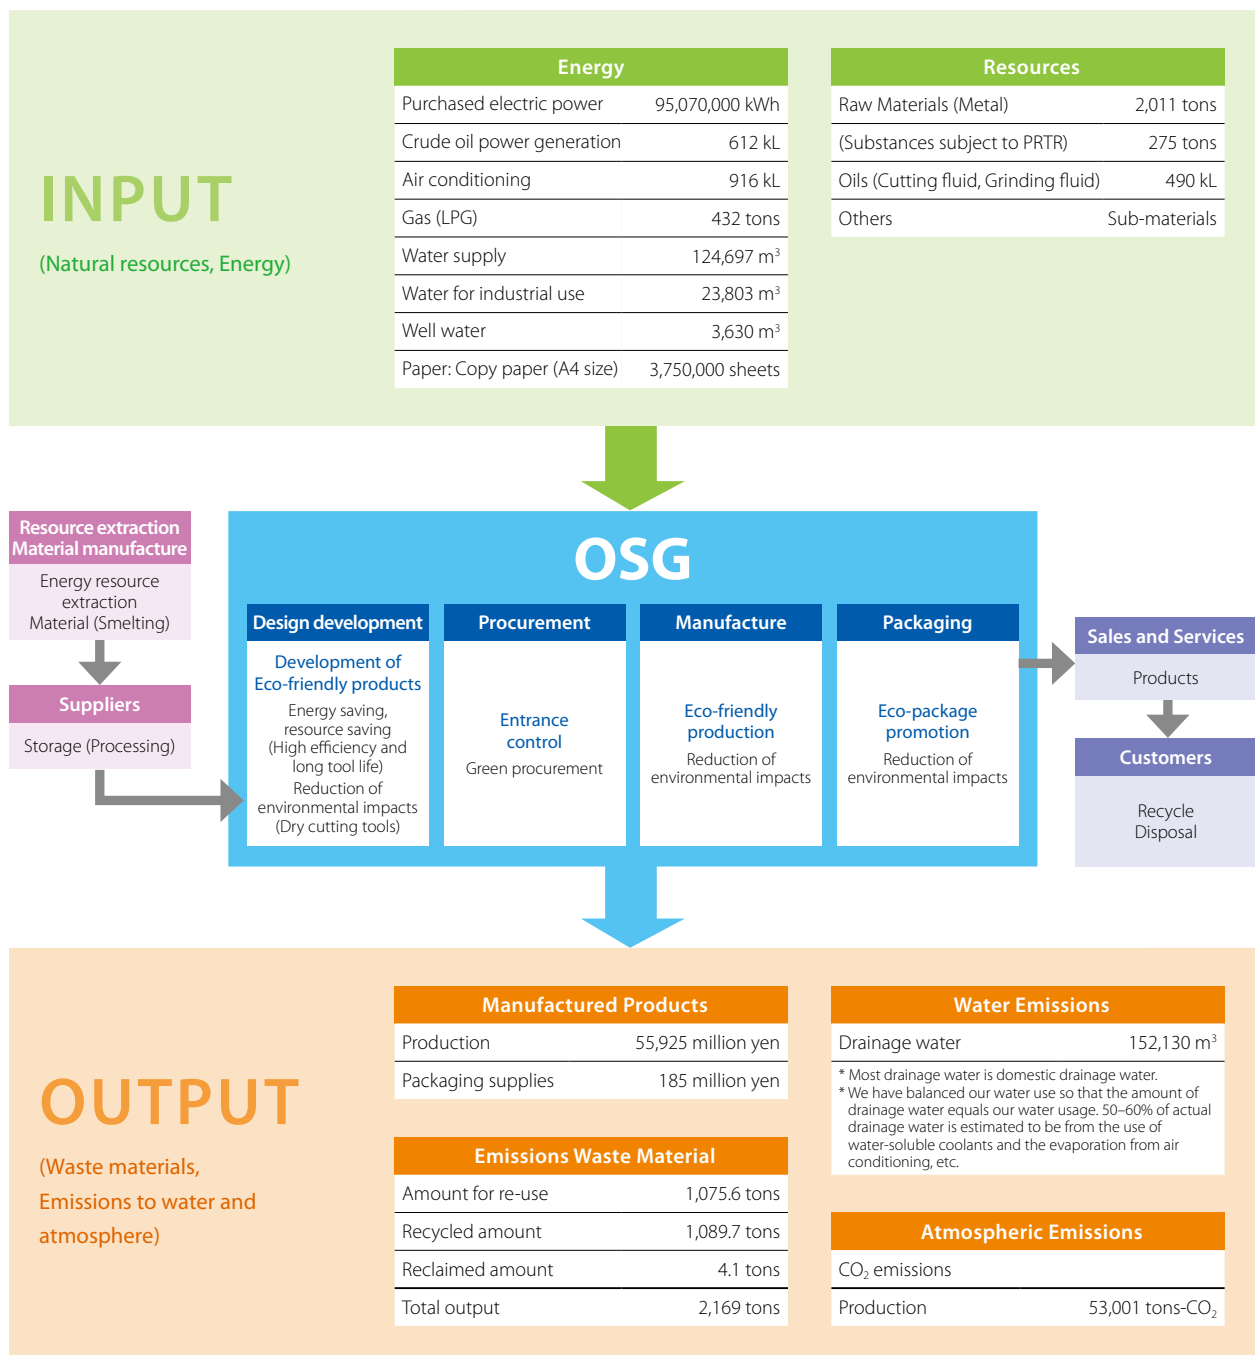 INPUT
(Natural resources, Energy)
Energy
Purchased electric power 95,070,000 kWh
Crude oil power generation 612 kL
Air conditioning 916 kL
Gas (LPG) 432 tons
Water supply 124,697 m³
Water for industrial use 23,803 m³
Well water 3,630 m³
Paper: Copy paper (A4 size) 3,750,000 sheets
Resources
Raw Materials (Metal) 2,011 tons
(Substances subject to PRTR) 275 tons
Oils (Cutting fluid, Grinding fluid) 490 kL
Others Sub-materials
Resource extraction
Material manufacture
Energy resource
extraction
Material (Smelting)
Suppliers
Storage (Processing)
OSG
Design development
Development of
Eco-friendly products
Energy saving,
resource saving
(High efficiency and
long tool life)
Reduction of
environmental impacts
(Dry cutting tools)
Procurement
Entrance
control
Green procurement
Manufacture
Eco-friendly
production
Reduction of
environmental impacts
Packaging
Eco-package
promotion
Reduction of
environmental impacts
Sales and Services
Products
Customers
Recycle
Disposal
OUTPUT
(Waste materials,
Emissions to water and
atmosphere)
Manufactured Products
Production 55,925 million yen
Packaging supplies 185 million yen
Emissions Waste Material
Amount for re-use 1,075.6 tons
Recycled amount 1,089.7 tons
Reclaimed amount 4.1 tons
Total output 2,169 tons
Water Emissions
Drainage water 152,130 m³
* Most drainage water is domestic drainage water.
* We have balanced our water use so that the amount of
drainage water equals our water usage. 50–60% of actual
drainage water is estimated to be from the use of
water-soluble coolants and the evaporation from air
conditioning, etc.
Atmospheric Emissions
CO₂ emissions
Production 53,001 tons-CO₂